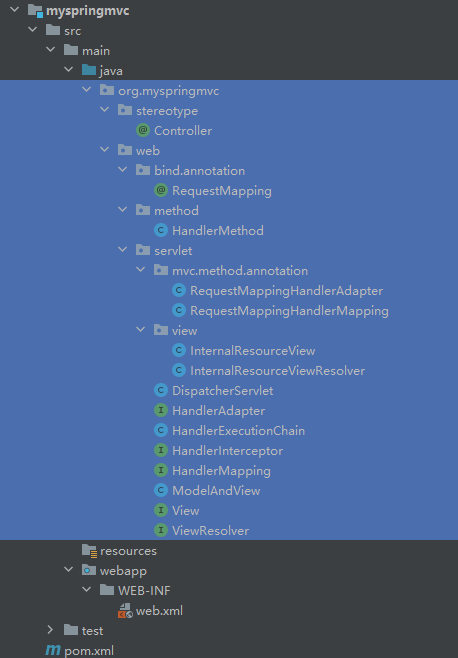 myspringmvc
src
main
java
org.myspringmvc
stereotype
Controller
web
bind.annotation
RequestMapping
method
HandlerMethod
servlet
mvc.method.annotation
RequestMappingHandlerAdapter
RequestMappingHandlerMapping
view
InternalResourceView
InternalResourceViewResolver
DispatcherServlet
HandlerAdapter
HandlerExecutionChain
HandlerInterceptor
HandlerMapping
ModelAndView
View
ViewResolver
resources
webapp
WEB-INF
web.xml
test
pom.xml